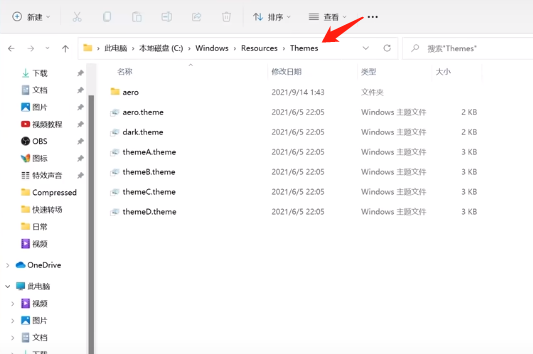 新建 排序 查看
此电脑 本地磁盘 (C:) Windows Resources Themes 搜索"Themes"
名称 修改日期 类型 大小
下载
文档
图片
视频教程
OBS
图标
特效声音
Compressed
快速转场
日常
视频
OneDrive
此电脑
视频
图片
文档
下载
aero 2021/9/14 1:43 文件夹
aero.theme 2021/6/5 22:05 Windows 主题文件 2 KB
dark.theme 2021/6/5 22:05 Windows 主题文件 2 KB
themeA.theme 2021/6/5 22:05 Windows 主题文件 3 KB
themeB.theme 2021/6/5 22:05 Windows 主题文件 3 KB
themeC.theme 2021/6/5 22:05 Windows 主题文件 3 KB
themeD.theme 2021/6/5 22:05 Windows 主题文件 3 KB